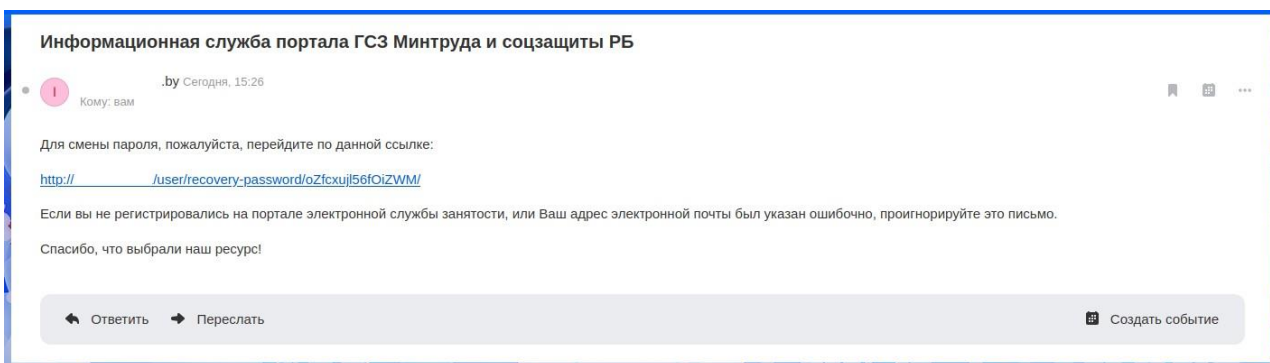 Информационная служба портала ГСЗ Минтруда и соцзащиты РБ
I
.by Сегодня, 15:26
Кому: вам
Для смены пароля, пожалуйста, перейдите по данной ссылке:
http:// /user/recovery-password/oZfcxujl56fOiZWM/
Если вы не регистрировались на портале электронной службы занятости, или Ваш адрес электронной почты был указан ошибочно, проигнорируйте это письмо.
Спасибо, что выбрали наш ресурс!
Ответить Переслать Создать событие